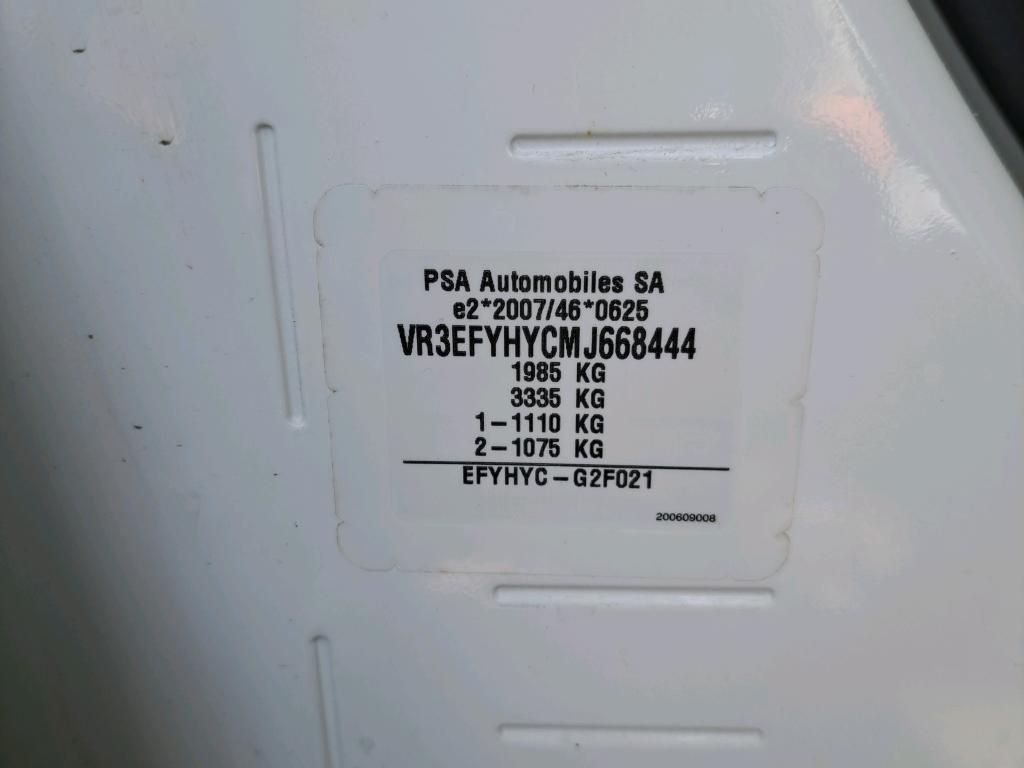 PSA Automobiles SA
e2*2007/46*0625
VR3EFYHYCMJ668444
1985 KG
3335 KG
1-1110 KG
2-1075 KG
EFYHYC-G2F021
200609008